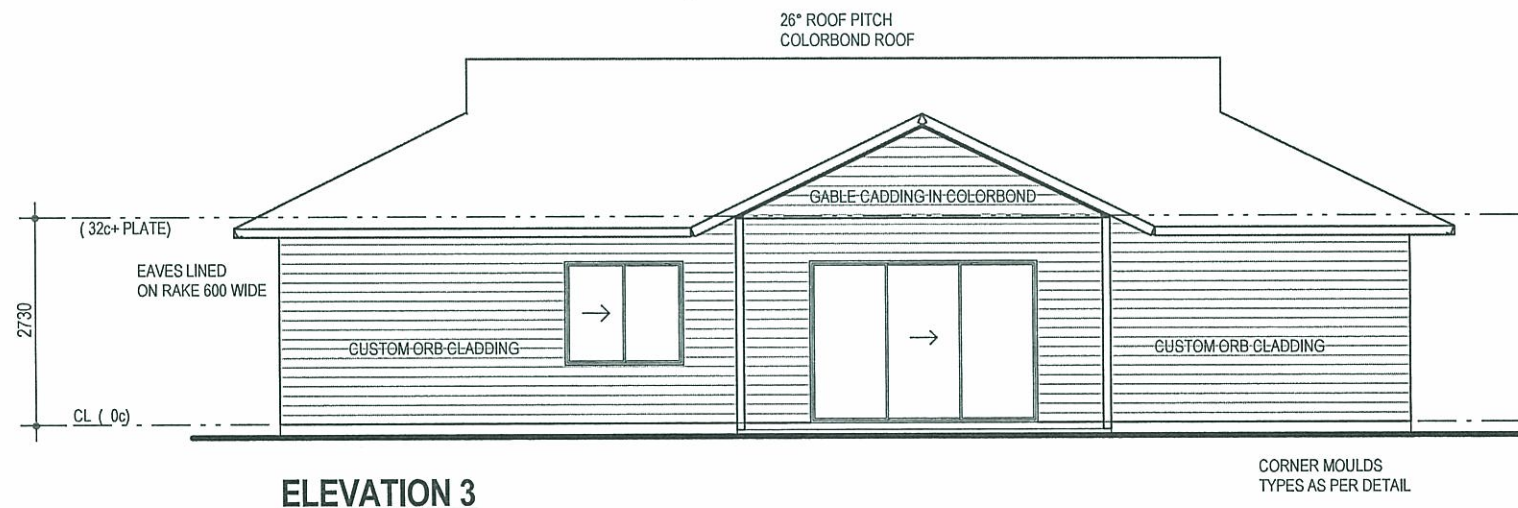 26° ROOF PITCH
COLORBOND ROOF
GABLE CADDING IN COLORBOND
( 32c+ PLATE)
EAVES LINED
ON RAKE 600 WIDE
2730
CUSTOM ORB CLADDING
CUSTOM ORB CLADDING
CL ( 0c)
CORNER MOULDS
TYPES AS PER DETAIL
ELEVATION 3